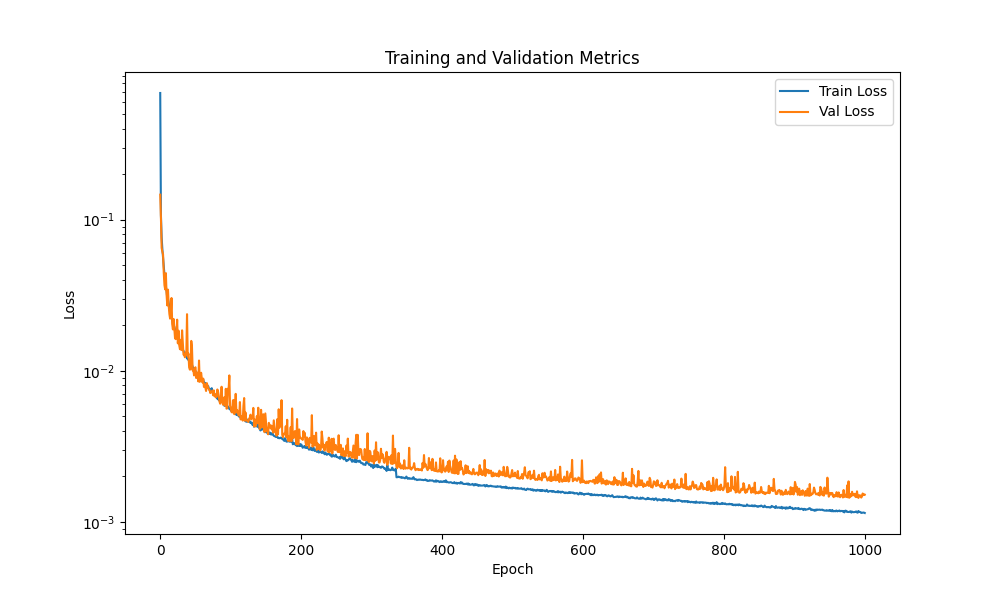 Training and Validation Metrics
Train Loss
Val Loss
10⁻¹
10⁻²
10⁻³
Loss
0
200
400
600
800
1000
Epoch